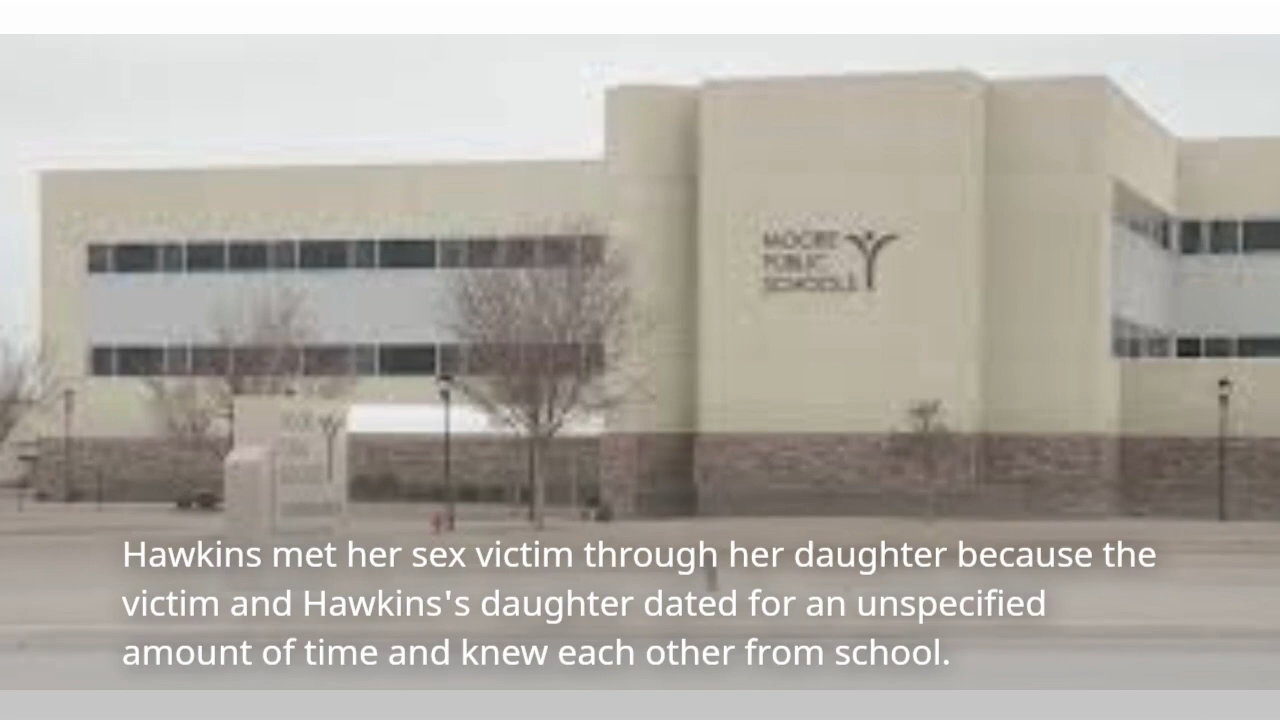 MOORE
PUBLIC
SCHOOLS
Hawkins met her sex victim through her daughter because the
victim and Hawkins's daughter dated for an unspecified
amount of time and knew each other from school.